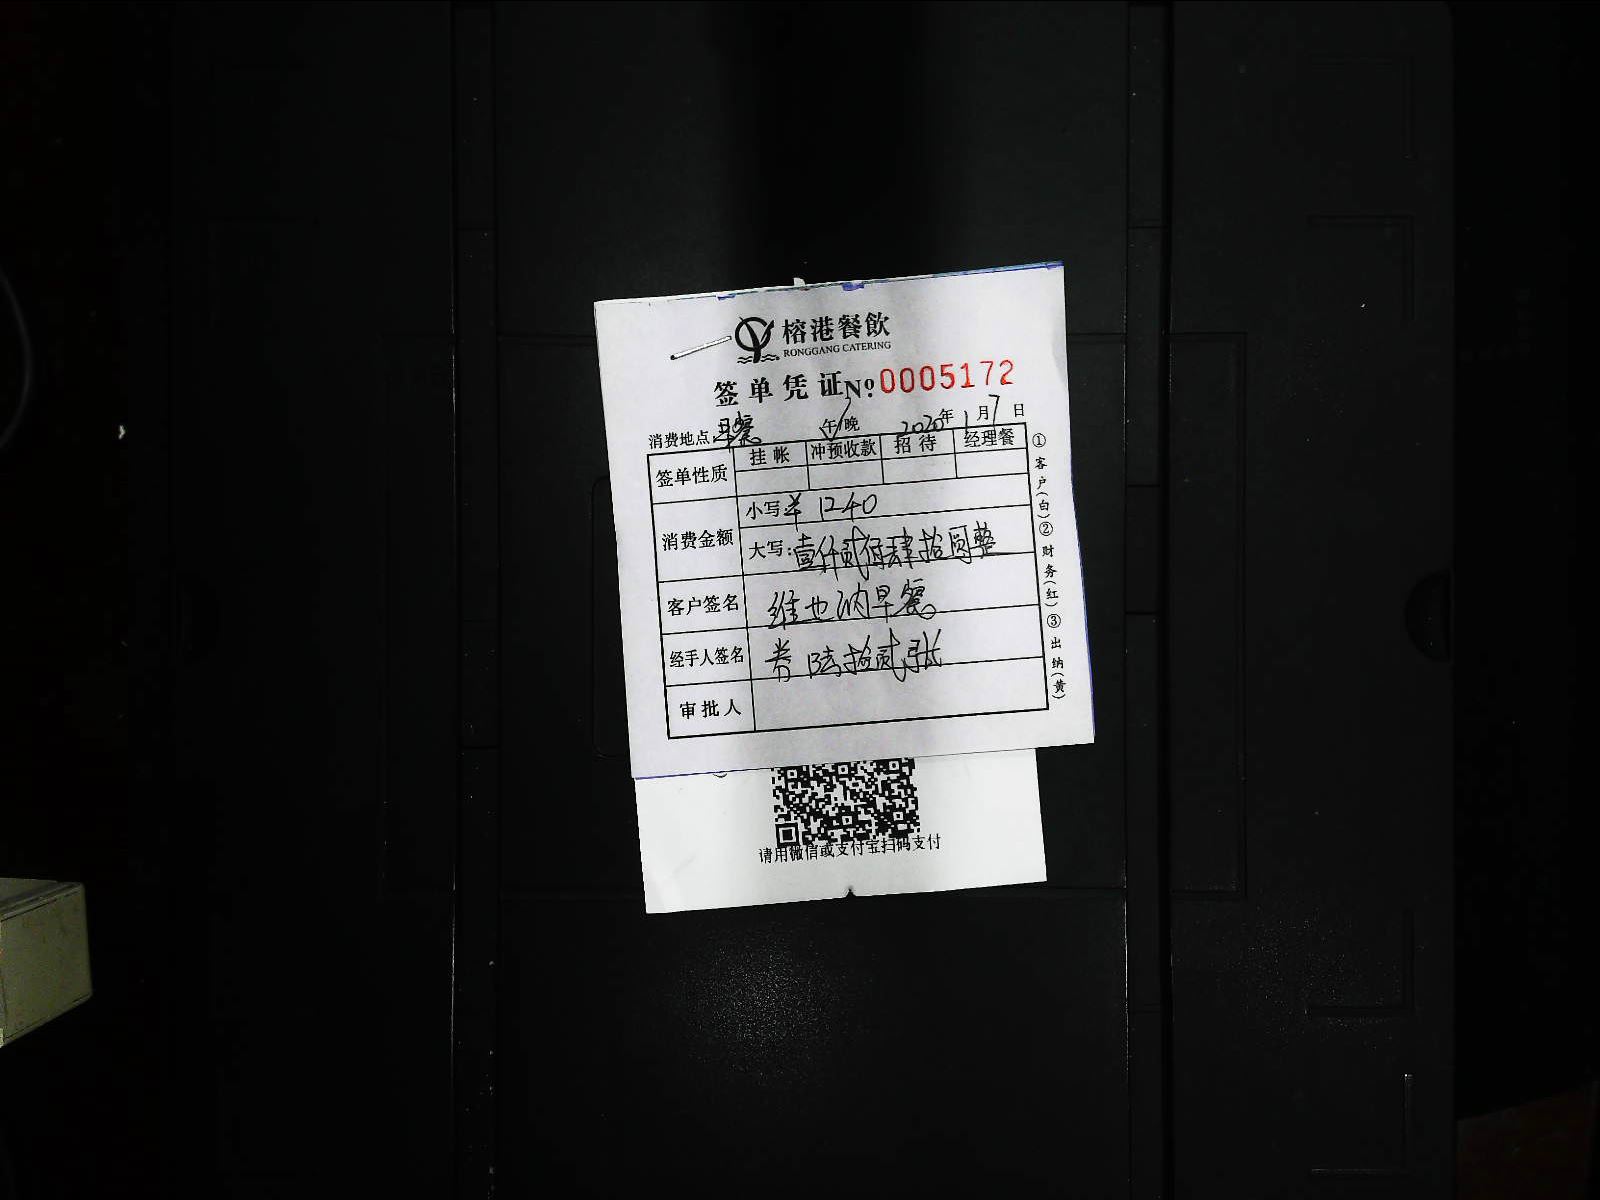 榕港餐飲
RONGGANG CATERING
签单凭证 №:0005172
消费地点:早餐 午/晚 2020年1月7日
签单性质 挂帐 冲预收款 招待 经理餐
消费金额 小写:¥ 1240
大写:壹仟贰佰肆拾圆整
客户签名 维也纳早餐
经手人签名 券陆拾贰张
审批人
①客户(白)②财务(红)③出纳(黄)
请用微信或支付宝扫码支付